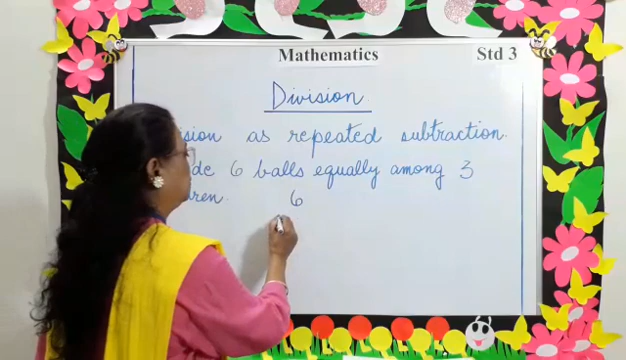 Mathematics Std 3
Division
sion as repeated subtraction.
de 6 balls equally among 3
ren. 6